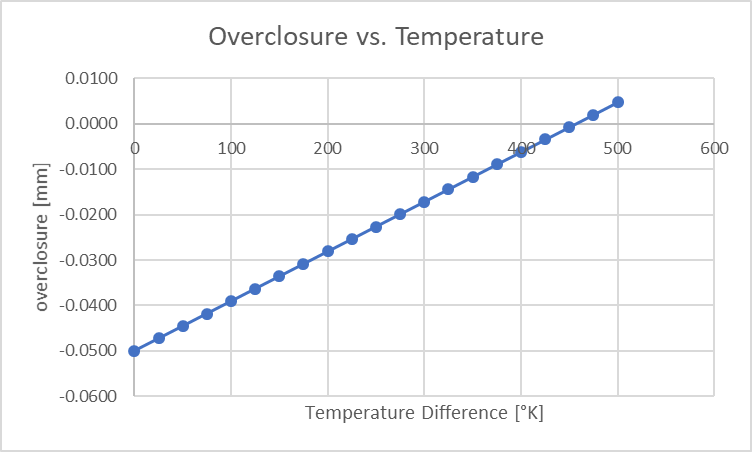 Overclosure vs. Temperature
0.0100
0.0000
0 100 200 300 400 500 600
-0.0100
-0.0200
-0.0300
-0.0400
-0.0500
-0.0600
overclosure [mm]
Temperature Difference [°K]